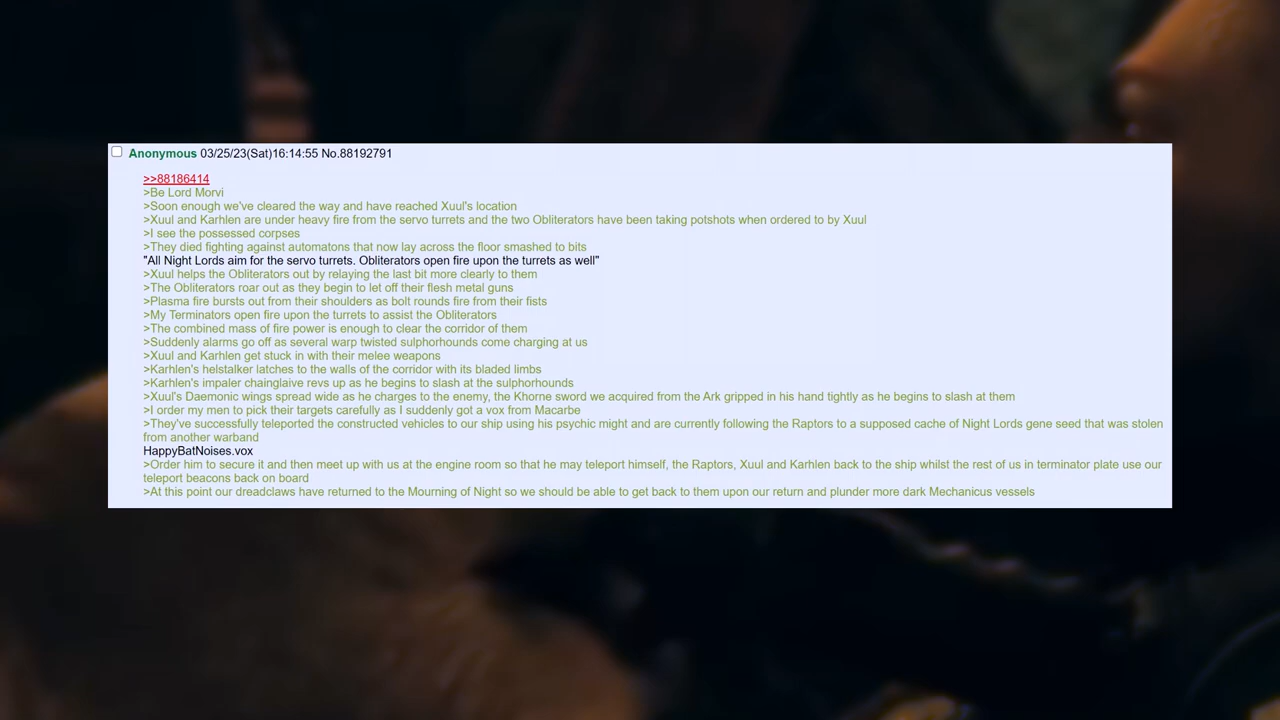 Anonymous 03/25/23(Sat)16:14:55 No.88192791
>>88186414
>Be Lord Morvi
>Soon enough we've cleared the way and have reached Xuul's location
>Xuul and Karhlen are under heavy fire from the servo turrets and the two Obliterators have been taking potshots when ordered to by Xuul
>I see the possessed corpses
>They died fighting against automatons that now lay across the floor smashed to bits
"All Night Lords aim for the servo turrets. Obliterators open fire upon the turrets as well"
>Xuul helps the Obliterators out by relaying the last bit more clearly to them
>The Obliterators roar out as they begin to let off their flesh metal guns
>Plasma fire bursts out from their shoulders as bolt rounds fire from their fists
>My Terminators open fire upon the turrets to assist the Obliterators
>The combined mass of fire power is enough to clear the corridor of them
>Suddenly alarms go off as several warp twisted sulphorhounds come charging at us
>Xuul and Karhlen get stuck in with their melee weapons
>Karhlen's helstalker latches to the walls of the corridor with its bladed limbs
>Karhlen's impaler chainglaive revs up as he begins to slash at the sulphorhounds
>Xuul's Daemonic wings spread wide as he charges to the enemy, the Khorne sword we acquired from the Ark gripped in his hand tightly as he begins to slash at them
>I order my men to pick their targets carefully as I suddenly got a vox from Macarbe
>They've successfully teleported the constructed vehicles to our ship using his psychic might and are currently following the Raptors to a supposed cache of Night Lords gene seed that was stolen
from another warband
HappyBatNoises.vox
>Order him to secure it and then meet up with us at the engine room so that he may teleport himself, the Raptors, Xuul and Karhlen back to the ship whilst the rest of us in terminator plate use our
teleport beacons back on board
>At this point our dreadclaws have returned to the Mourning of Night so we should be able to get back to them upon our return and plunder more dark Mechanicus vessels